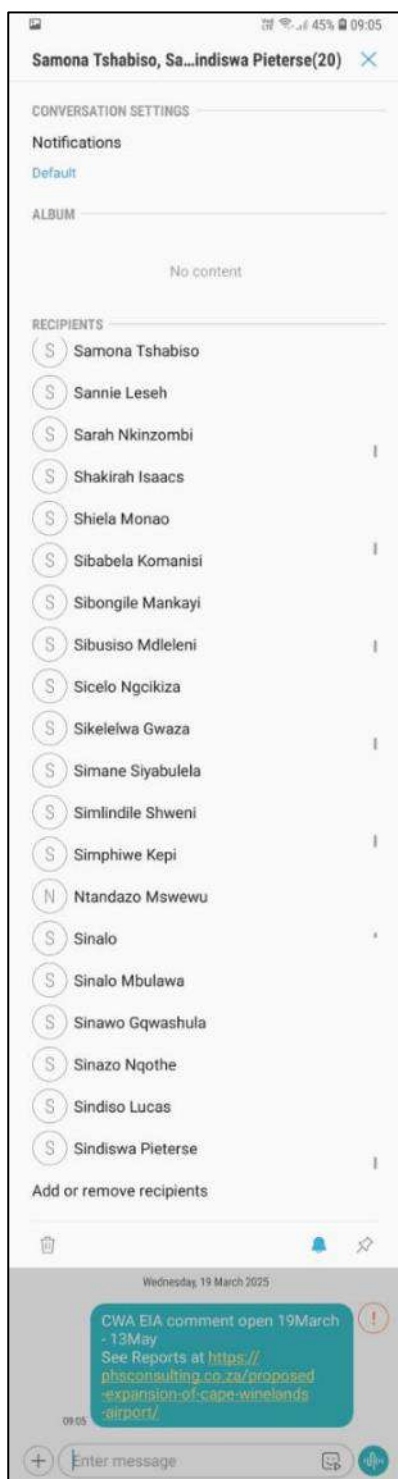 45% 09:05
Samona Tshabiso, Sa...indiswa Pieterse(20)
CONVERSATION SETTINGS
Notifications
Default
ALBUM
No content
RECIPIENTS
S Samona Tshabiso
S Sannie Leseh
S Sarah Nkinzombi
S Shakirah Isaacs
S Shiela Monao
S Sibabela Komanisi
S Sibongile Mankayi
S Sibusiso Mdleleni
S Sicelo Ngcikiza
S Sikelelwa Gwaza
S Simane Siyabulela
S Simlindile Shweni
S Simphiwe Kepi
N Ntandazo Mswewu
S Sinalo
S Sinalo Mbulawa
S Sinawo Gqwashula
S Sinazo Nqothe
S Sindiso Lucas
S Sindiswa Pieterse
Add or remove recipients
Wednesday, 19 March 2025
CWA EIA comment open 19March
- 13May
See Reports at https://
phsconsulting.co.za/proposed
-expansion-of-cape-winelands
-airport/
09:05
Enter message